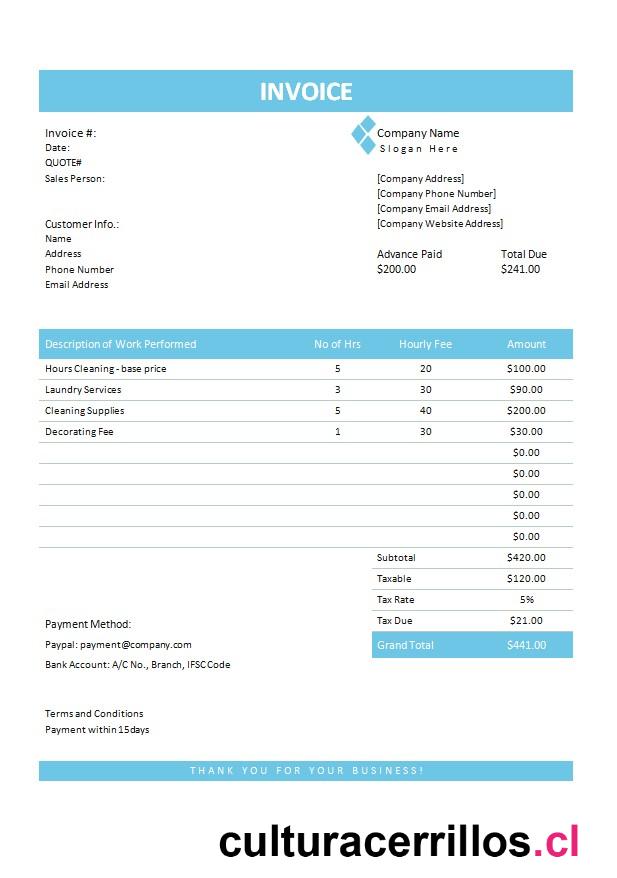 INVOICE
Invoice #:
Date:
QUOTE#
Sales Person:
Company Name
Slogan Here
[Company Address]
[Company Phone Number]
[Company Email Address]
[Company Website Address]
Customer Info.:
Name
Address
Phone Number
Email Address
Advance Paid Total Due
$200.00 $241.00
Description of Work Performed No of Hrs Hourly Fee Amount
Hours Cleaning - base price 5 20 $100.00
Laundry Services 3 30 $90.00
Cleaning Supplies 5 40 $200.00
Decorating Fee 1 30 $30.00
$0.00
$0.00
$0.00
$0.00
$0.00
Subtotal $420.00
Taxable $120.00
Tax Rate 5%
Tax Due $21.00
Grand Total $441.00
Payment Method:
Paypal: payment@company.com
Bank Account: A/C No., Branch, IFSC Code
Terms and Conditions
Payment within 15days
THANK YOU FOR YOUR BUSINESS!
culturacerrillos.cl